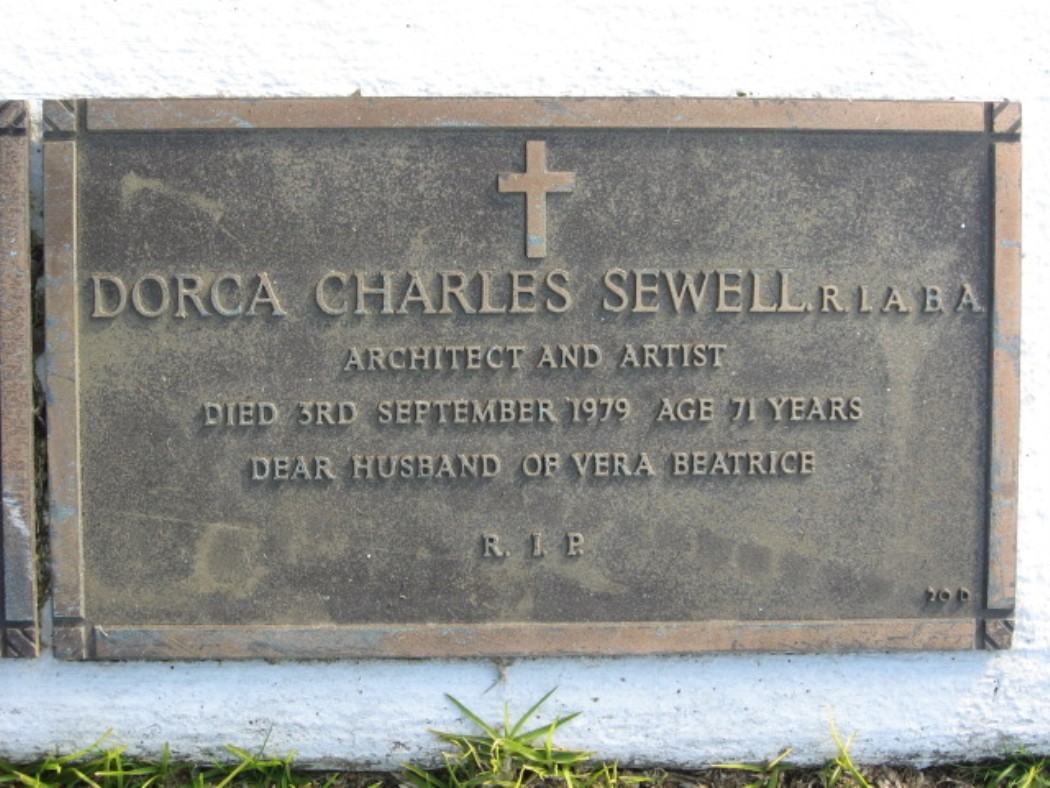 DORCA CHARLES SEWELL. R. I. A. B. A.
ARCHITECT AND ARTIST
DIED 3RD SEPTEMBER 1979 AGE 71 YEARS
DEAR HUSBAND OF VERA BEATRICE
R. I. P.
20 D